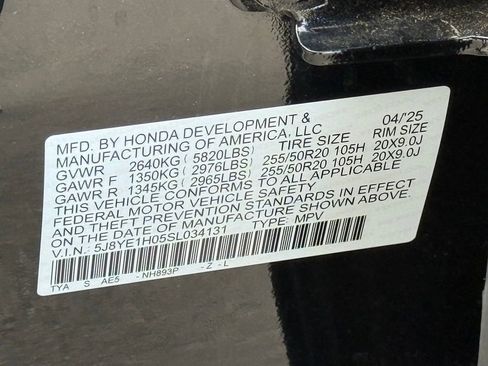 MFD. BY HONDA DEVELOPMENT & 04/'25
MANUFACTURING OF AMERICA, LLC TIRE SIZE RIM SIZE
GVWR 2640KG (5820LBS)
GAWR F 1350KG (2976LBS) 255/50R20 105H 20X9.0J
GAWR R 1345KG (2965LBS) 255/50R20 105H 20X9.0J
THIS VEHICLE CONFORMS TO ALL APPLICABLE
FEDERAL MOTOR VEHICLE SAFETY
AND THEFT PREVENTION STANDARDS IN EFFECT
ON THE DATE OF MANUFACTURE SHOWN ABOVE.
V.I.N.: 5J8YE1H05SL034131 TYPE: MPV
TYA S AE5 - NH893P - Z - L